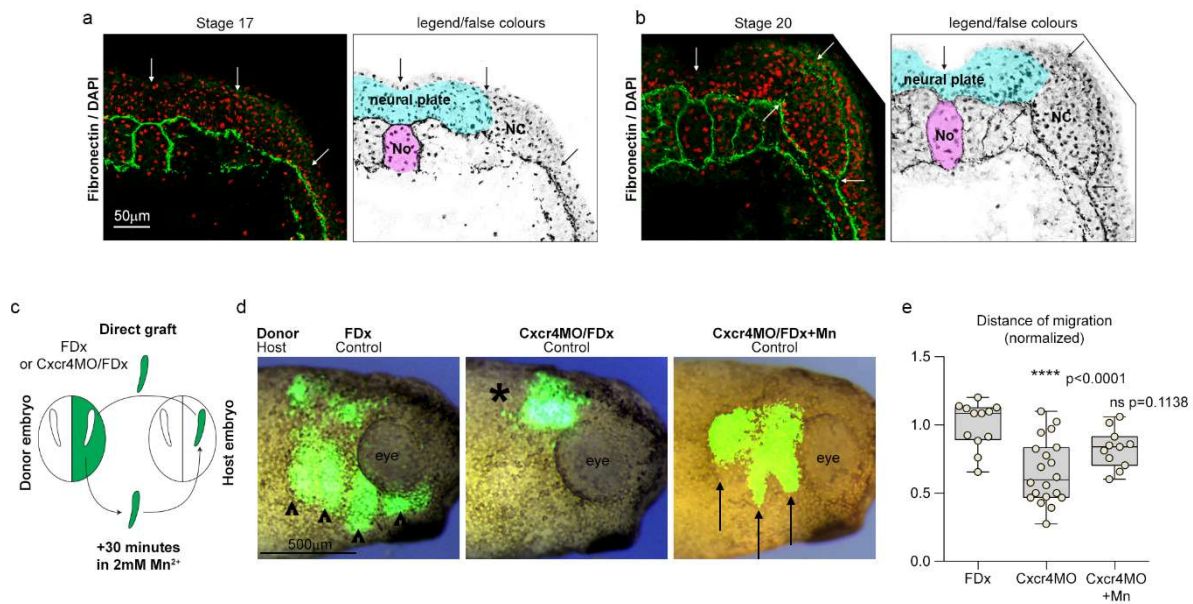 a
Stage 17
legend/false colours
Fibronectin / DAPI
50μm
neural plate
No
NC
b
Stage 20
legend/false colours
Fibronectin / DAPI
neural plate
No
NC
c
Direct graft
FDx
or Cxcr4MO/FDx
Donor embryo
Host embryo
+30 minutes
in 2mM Mn²⁺
d
Donor
Host
FDx
Control
eye
500μm
Cxcr4MO/FDx
Control
*
eye
Cxcr4MO/FDx+Mn
Control
eye
e
Distance of migration
(normalized)
1.5
1.0
0.5
0.0
**** p<0.0001
ns p=0.1138
FDx
Cxcr4MO
Cxcr4MO
+Mn